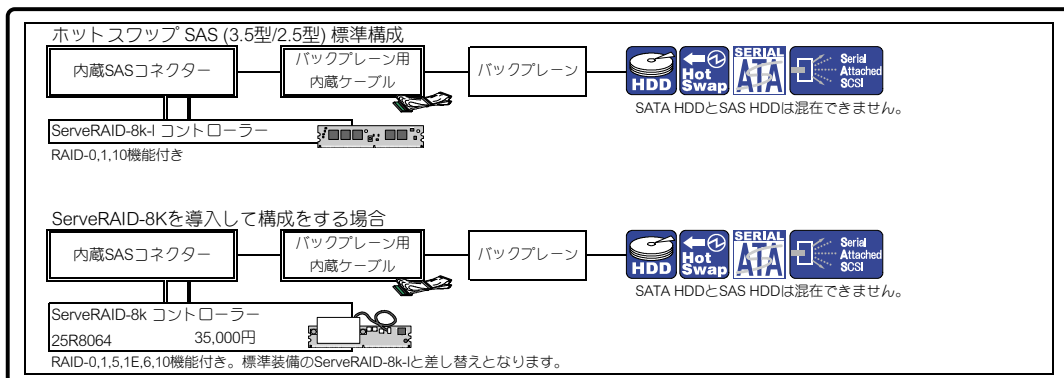 ホット スワップ SAS (3.5型/2.5型) 標準構成
内蔵SASコネクター
バックプレーン用
内蔵ケーブル
バックプレーン
HDD
Hot
Swap
SERIAL
ATA
Serial
Attached
SCSI
SATA HDDとSAS HDDは混在できません。
ServeRAID-8k-l コントローラー
RAID-0,1,10機能付き
ServeRAID-8Kを導入して構成をする場合
内蔵SASコネクター
バックプレーン用
内蔵ケーブル
バックプレーン
HDD
Hot
Swap
SERIAL
ATA
Serial
Attached
SCSI
SATA HDDとSAS HDDは混在できません。
ServeRAID-8k コントローラー
25R8064 35,000円
RAID-0,1,5,1E,6,10機能付き。標準装備のServeRAID-8k-lと差し替えとなります。